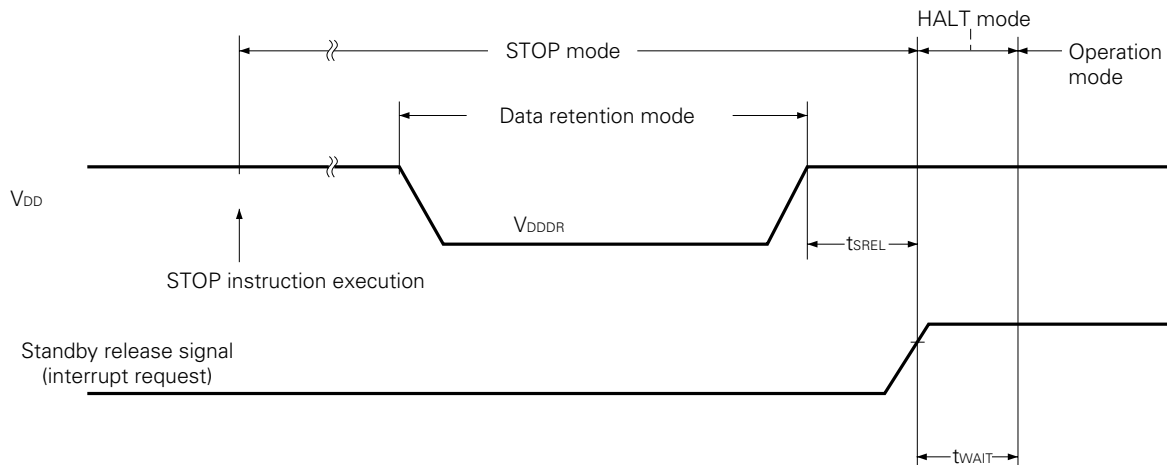 HALT mode
STOP mode
Operation
mode
Data retention mode
VDD
VDDDR
tSREL
STOP instruction execution
Standby release signal
(interrupt request)
tWAIT